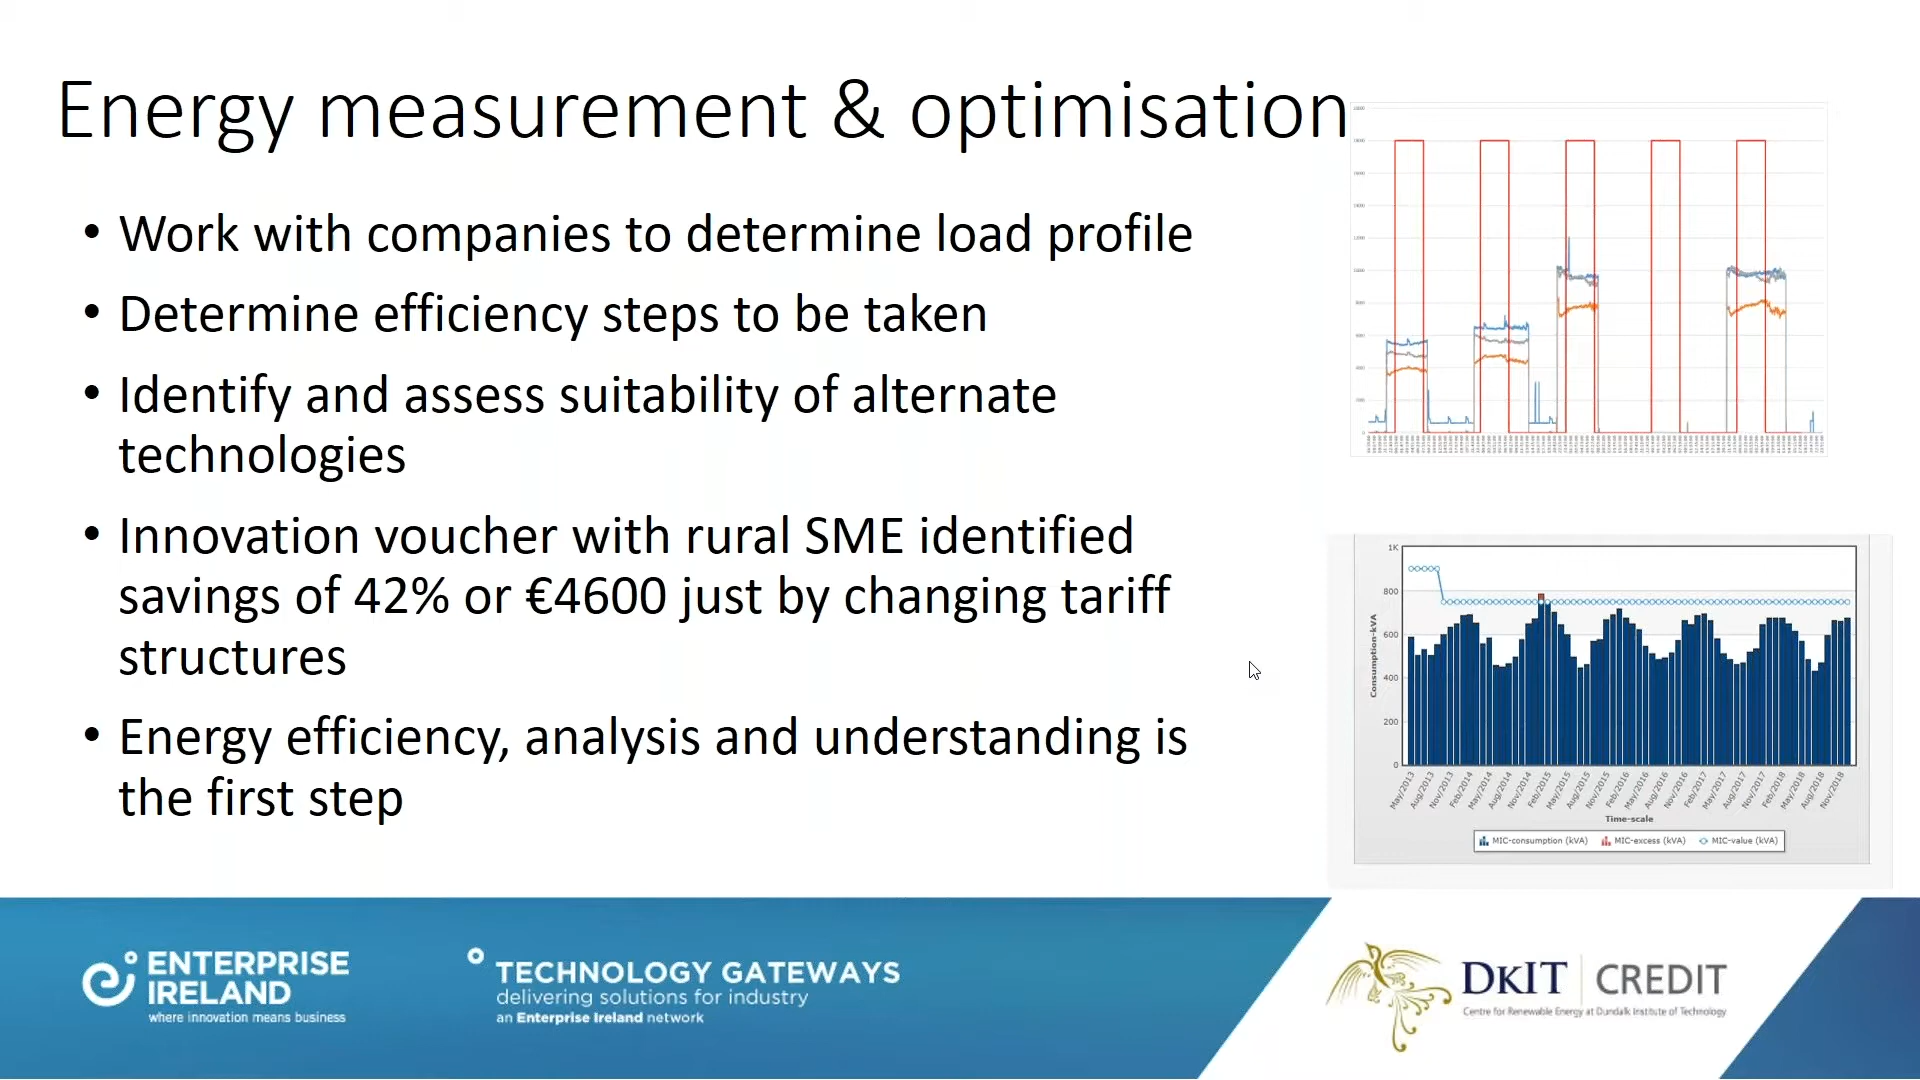 Energy measurement & optimisation
• Work with companies to determine load profile
• Determine efficiency steps to be taken
• Identify and assess suitability of alternate
technologies
• Innovation voucher with rural SME identified
savings of 42% or €4600 just by changing tariff
structures
• Energy efficiency, analysis and understanding is
the first step
1K
800
600
400
200
0
Consumption-kVA
May/2013
Aug/2013
Nov/2013
Feb/2014
May/2014
Aug/2014
Nov/2014
Feb/2015
May/2015
Aug/2015
Nov/2015
Feb/2016
May/2016
Aug/2016
Nov/2016
Feb/2017
May/2017
Aug/2017
Nov/2017
Feb/2018
May/2018
Aug/2018
Nov/2018
Time-scale
MIC-consumption (kVA) MIC-excess (kVA) MIC-value (kVA)
ENTERPRISE
IRELAND
where innovation means business
TECHNOLOGY GATEWAYS
delivering solutions for industry
an Enterprise Ireland network
DkIT CREDIT
Centre for Renewable Energy at Dundalk Institute of Technology